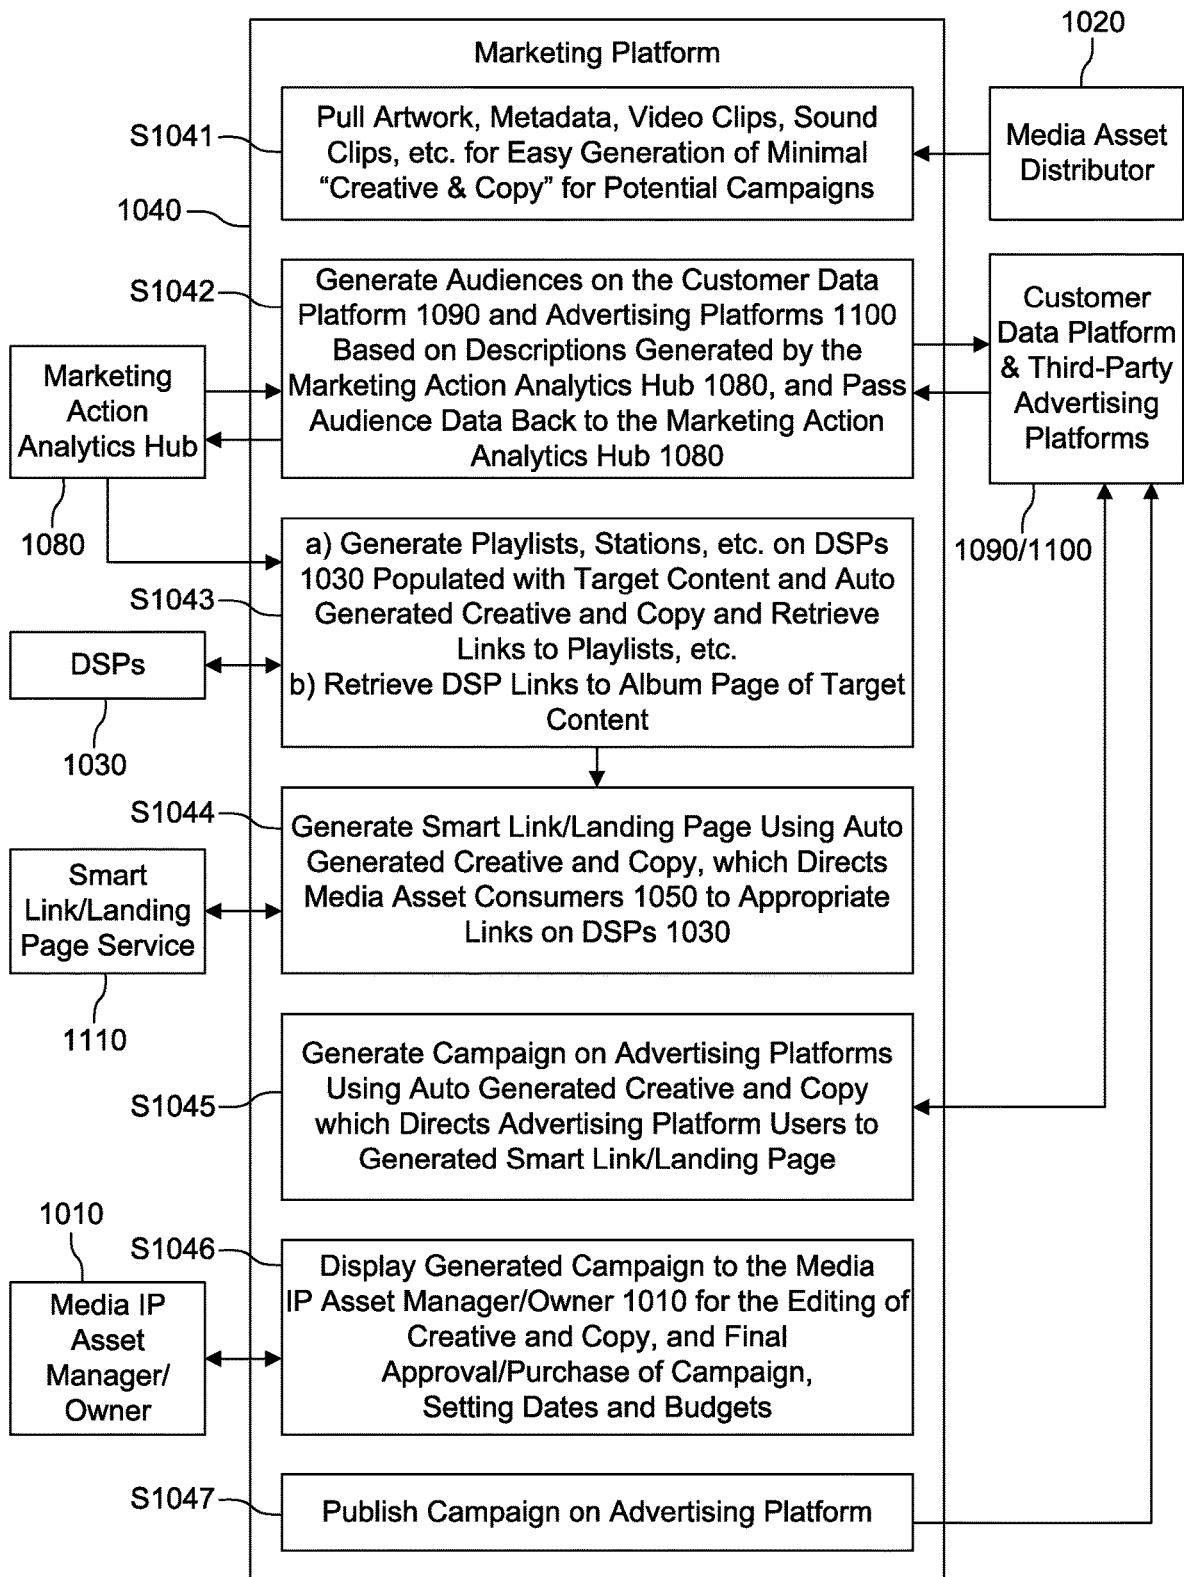 Marketing Platform
1020
S1041
Pull Artwork, Metadata, Video Clips, Sound
Clips, etc. for Easy Generation of Minimal
“Creative & Copy” for Potential Campaigns
Media Asset
Distributor
1040
S1042
Generate Audiences on the Customer Data
Platform 1090 and Advertising Platforms 1100
Based on Descriptions Generated by the
Marketing Action Analytics Hub 1080, and Pass
Audience Data Back to the Marketing Action
Analytics Hub 1080
Customer
Data Platform
& Third-Party
Advertising
Platforms
1090/1100
Marketing
Action
Analytics Hub
1080
S1043
a) Generate Playlists, Stations, etc. on DSPs
1030 Populated with Target Content and Auto
Generated Creative and Copy and Retrieve
Links to Playlists, etc.
b) Retrieve DSP Links to Album Page of Target
Content
DSPs
1030
S1044
Generate Smart Link/Landing Page Using Auto
Generated Creative and Copy, which Directs
Media Asset Consumers 1050 to Appropriate
Links on DSPs 1030
Smart
Link/Landing
Page Service
1110
S1045
Generate Campaign on Advertising Platforms
Using Auto Generated Creative and Copy
which Directs Advertising Platform Users to
Generated Smart Link/Landing Page
1010
S1046
Display Generated Campaign to the Media
IP Asset Manager/Owner 1010 for the Editing of
Creative and Copy, and Final
Approval/Purchase of Campaign,
Setting Dates and Budgets
Media IP
Asset
Manager/
Owner
S1047
Publish Campaign on Advertising Platform